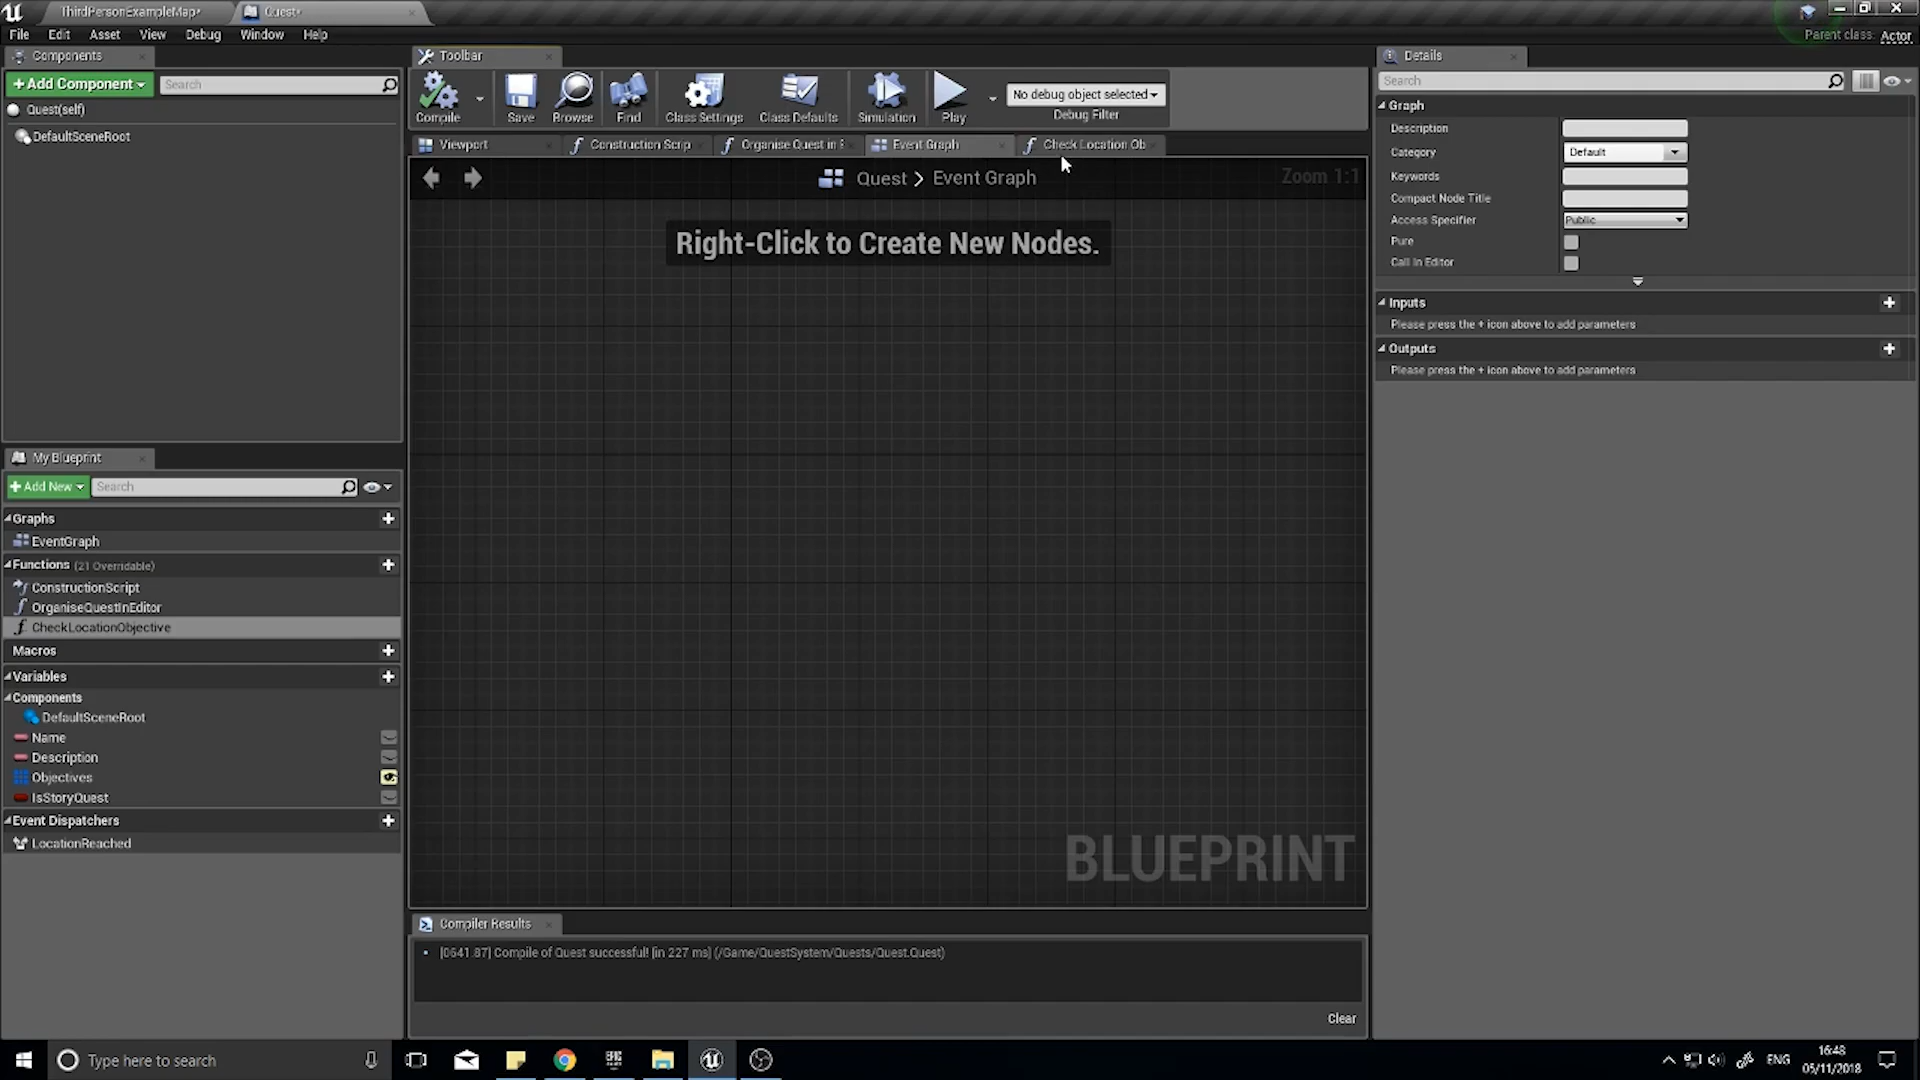 ThirdPersonExampleMap*
Quest*
File Edit Asset View Debug Window Help
Parent class: Actor
Components
+Add Component
Search
Quest(self)
DefaultSceneRoot
Toolbar
Compile
Save
Browse
Find
Class Settings
Class Defaults
Simulation
Play
No debug object selected
Debug Filter
Viewport
Construction Scrip
Organise Quest in E
Event Graph
Check Location Ob
Quest > Event Graph
Zoom 1:1
Right-Click to Create New Nodes.
BLUEPRINT
Details
Search
Graph
Description
Category
Default
Keywords
Compact Node Title
Access Specifier
Public
Pure
Call In Editor
Inputs
Please press the + icon above to add parameters
Outputs
Please press the + icon above to add parameters
My Blueprint
+Add New
Search
Graphs
EventGraph
Functions (21 Overridable)
ConstructionScript
OrganiseQuestInEditor
CheckLocationObjective
Macros
Variables
Components
DefaultSceneRoot
Name
Description
Objectives
IsStoryQuest
Event Dispatchers
LocationReached
Compiler Results
[0641.87] Compile of Quest successful! [in 227 ms] (/Game/QuestSystem/Quests/Quest.Quest)
Clear
Type here to search
EPIC
ENG
16:48
05/11/2018